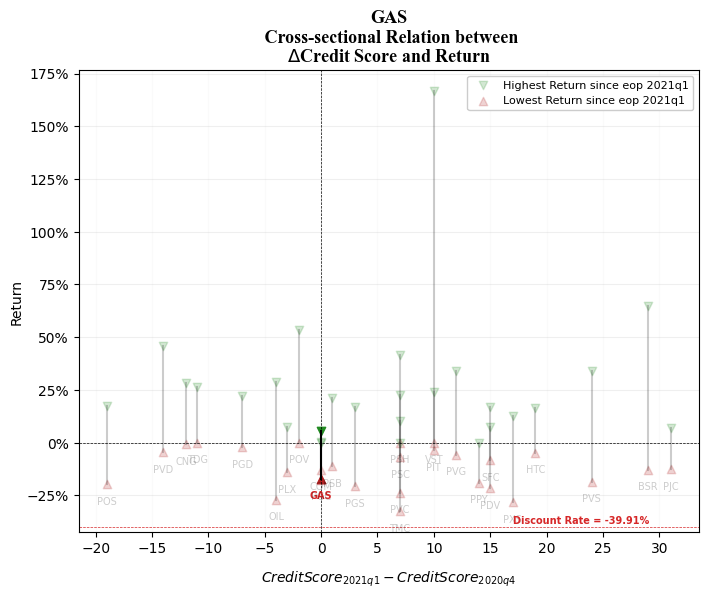 GAS
Cross-sectional Relation between
ΔCredit Score and Return
Highest Return since eop 2021q1
Lowest Return since eop 2021q1
175%
150%
125%
100%
75%
50%
25%
0%
−25%
Return
POS
PVD
CNG
TDG
PGD
OIL
PLX
POV
GAS
PGS
PSH
PSC
PVC
TMC
VST
PIT
PVG
PPY
SFC
PDV
HTC
PVS
BSR
PJC
Discount Rate = -39.91%
−20
−15
−10
−5
0
5
10
15
20
25
30
CreditScore2021q1 − CreditScore2020q4